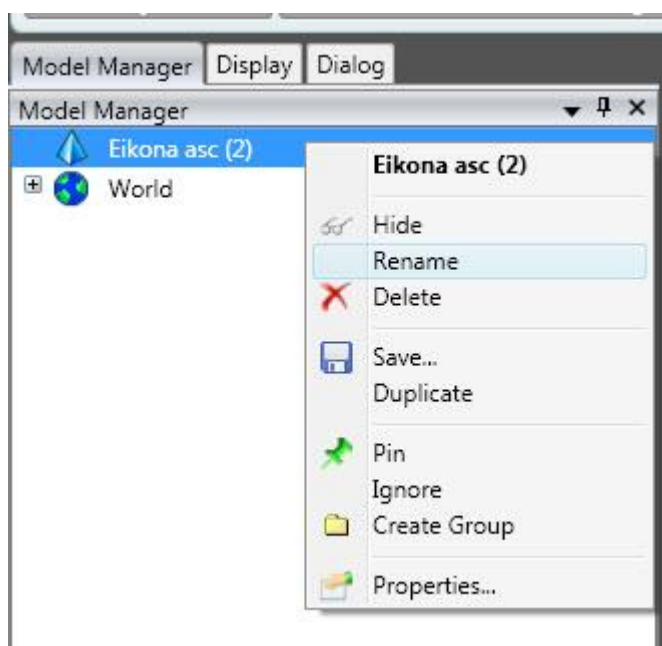 Model Manager Display Dialog
Model Manager
Eikona asc (2)
World
Eikona asc (2)
Hide
Rename
Delete
Save...
Duplicate
Pin
Ignore
Create Group
Properties...